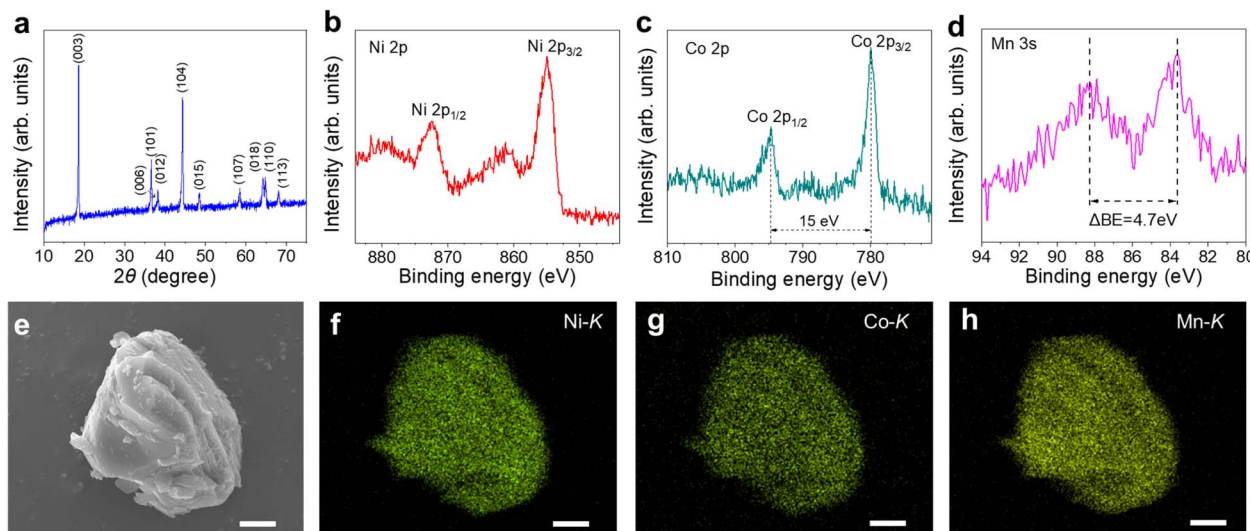 a
Intensity (arb. units)
(003)
(006)
(101)
(012)
(104)
(015)
(107)
(018)
(110)
(113)
10 20 30 40 50 60 70
2θ (degree)
b
Intensity (arb. units)
Ni 2p
Ni 2p3/2
Ni 2p1/2
880 870 860 850
Binding energy (eV)
c
Intensity (arb. units)
Co 2p
Co 2p3/2
Co 2p1/2
15 eV
810 800 790 780
Binding energy (eV)
d
Intensity (arb. units)
Mn 3s
ΔBE=4.7eV
94 92 90 88 86 84 82 80
Binding energy (eV)
e
f
Ni-K
g
Co-K
h
Mn-K